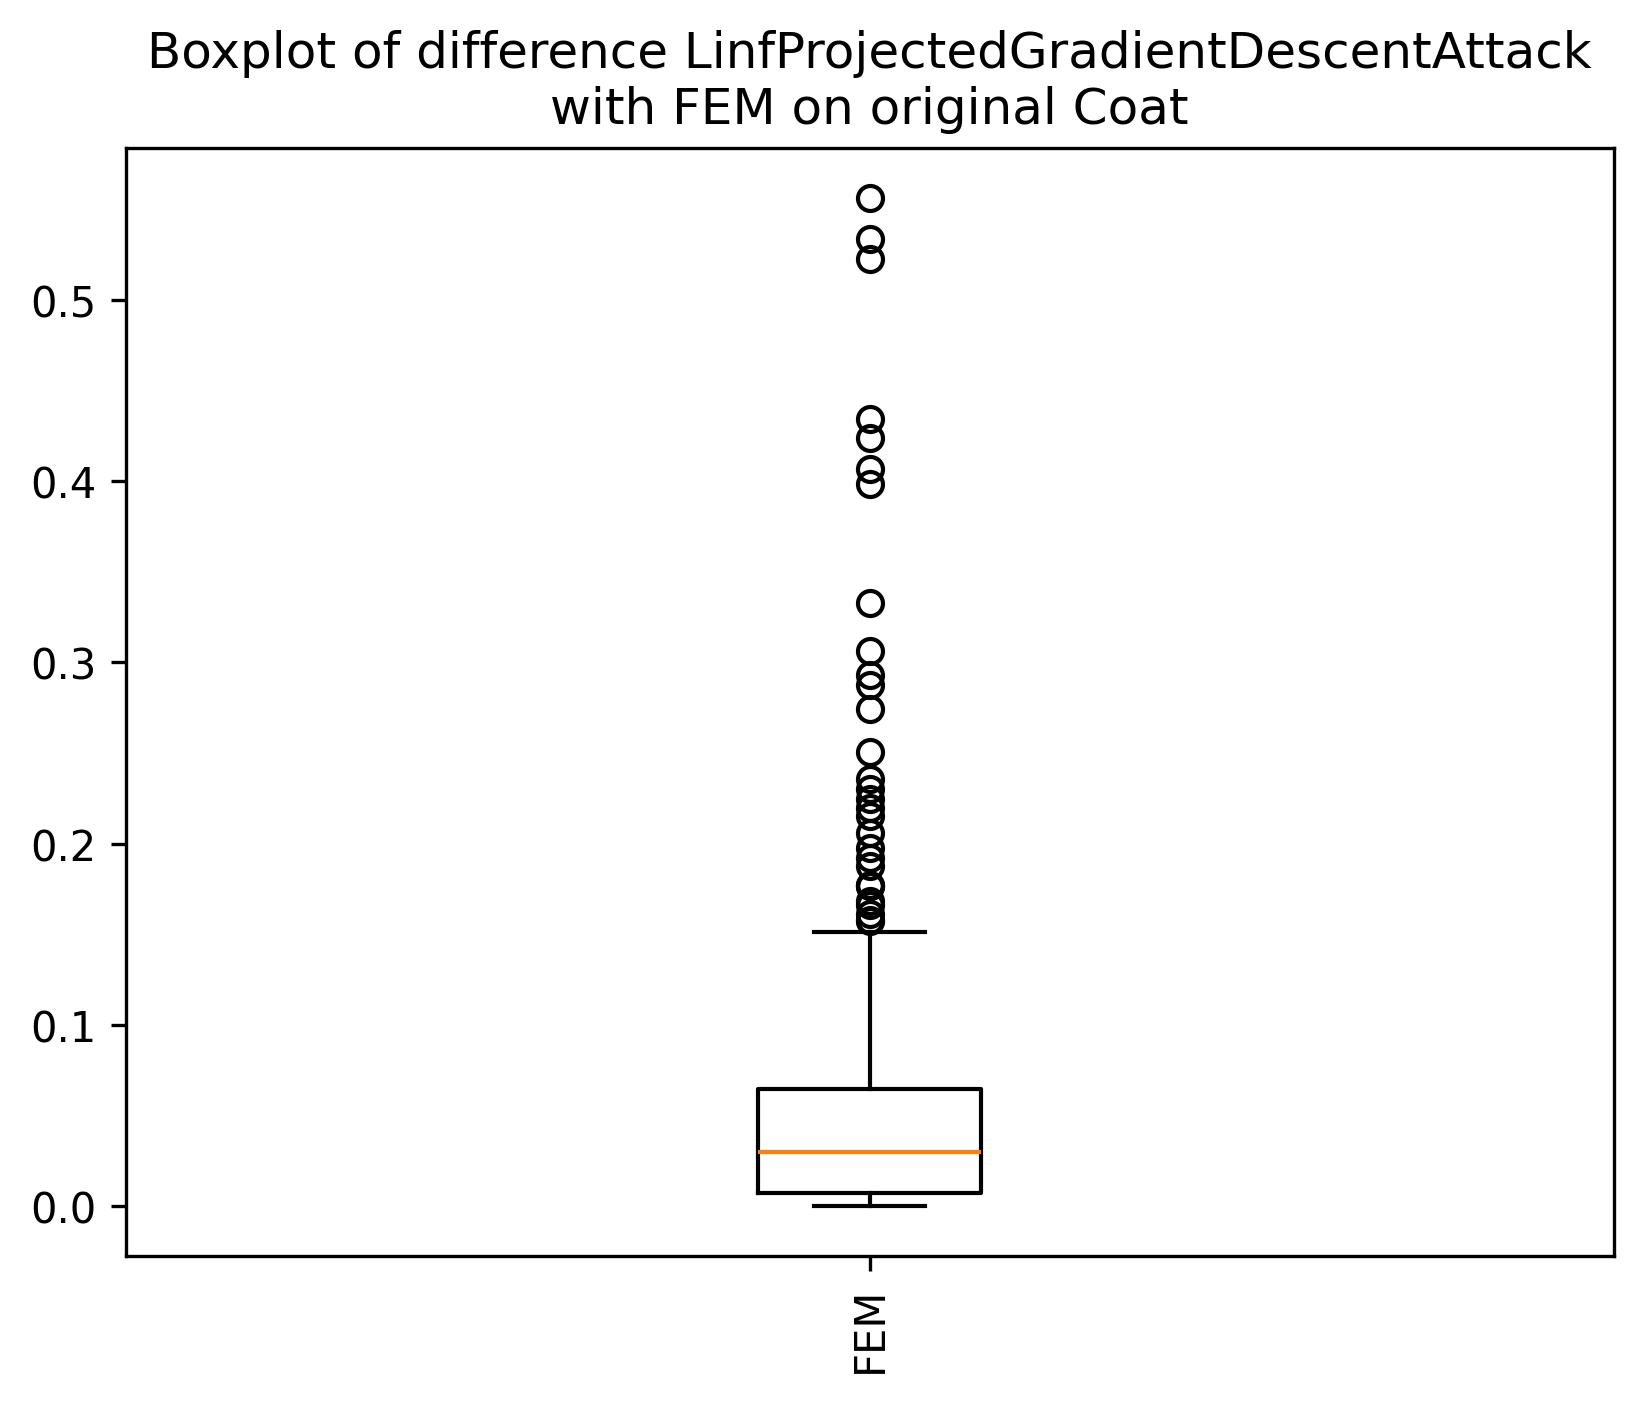 Boxplot of difference LinfProjectedGradientDescentAttack
with FEM on original Coat
0.5
0.4
0.3
0.2
0.1
0.0
FEM